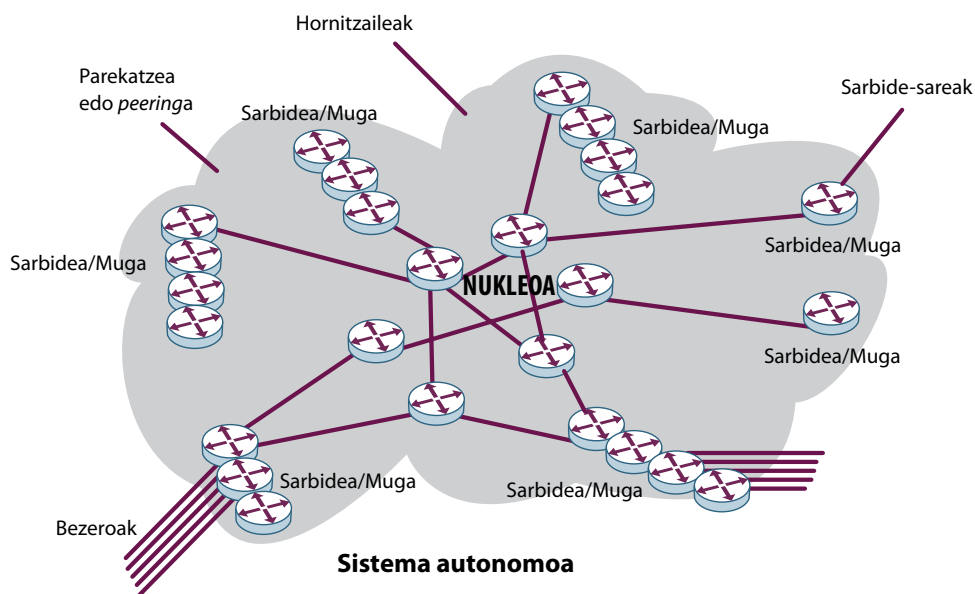 Hornitzaileak
Parekatzea
edo peeringa
Sarbide-sareak
Sarbidea/Muga
Sarbidea/Muga
Sarbidea/Muga
Sarbidea/Muga
NUKLEOA
Sarbidea/Muga
Sarbidea/Muga
Sarbidea/Muga
Bezeroak
Sistema autonomoa